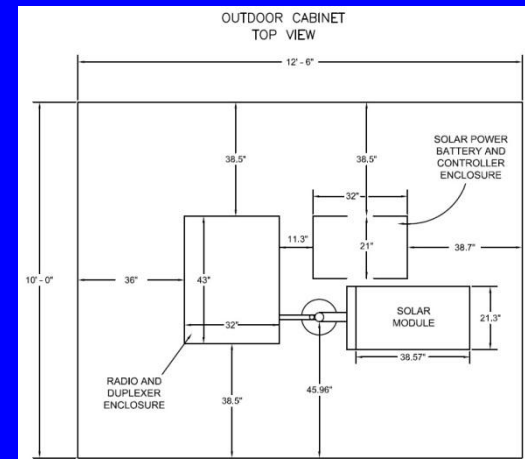 OUTDOOR CABINET
TOP VIEW
12' - 6"
38.5"
38.5"
SOLAR POWER
BATTERY AND
CONTROLLER
ENCLOSURE
32"
11.3"
21"
38.7"
10' - 0"
36"
43"
32"
SOLAR
MODULE
21.3"
38.57"
RADIO AND
DUPLEXER
ENCLOSURE
38.5"
45.96"